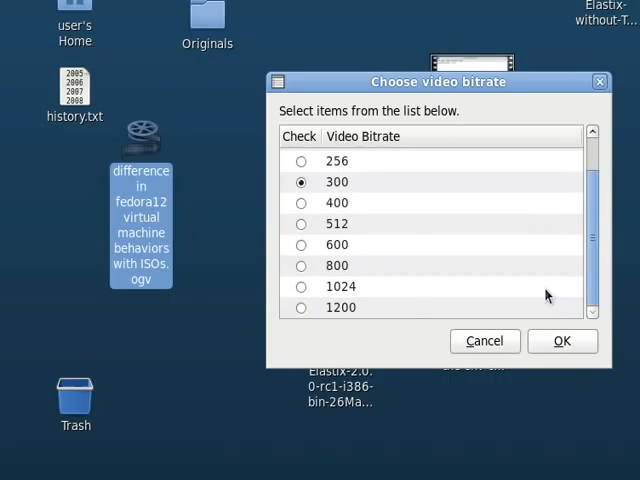 user's
Home
Originals
Elastix-
without-T...
2005
2006
2007
2008
history.txt
difference
in
fedora12
virtual
machine
behaviors
with ISOs.
ogv
Choose video bitrate
Select items from the list below.
Check Video Bitrate
256
300
400
512
600
800
1024
1200
Cancel OK
Elastix-2.0.
0-rc1-i386-
bin-26Ma...
Trash